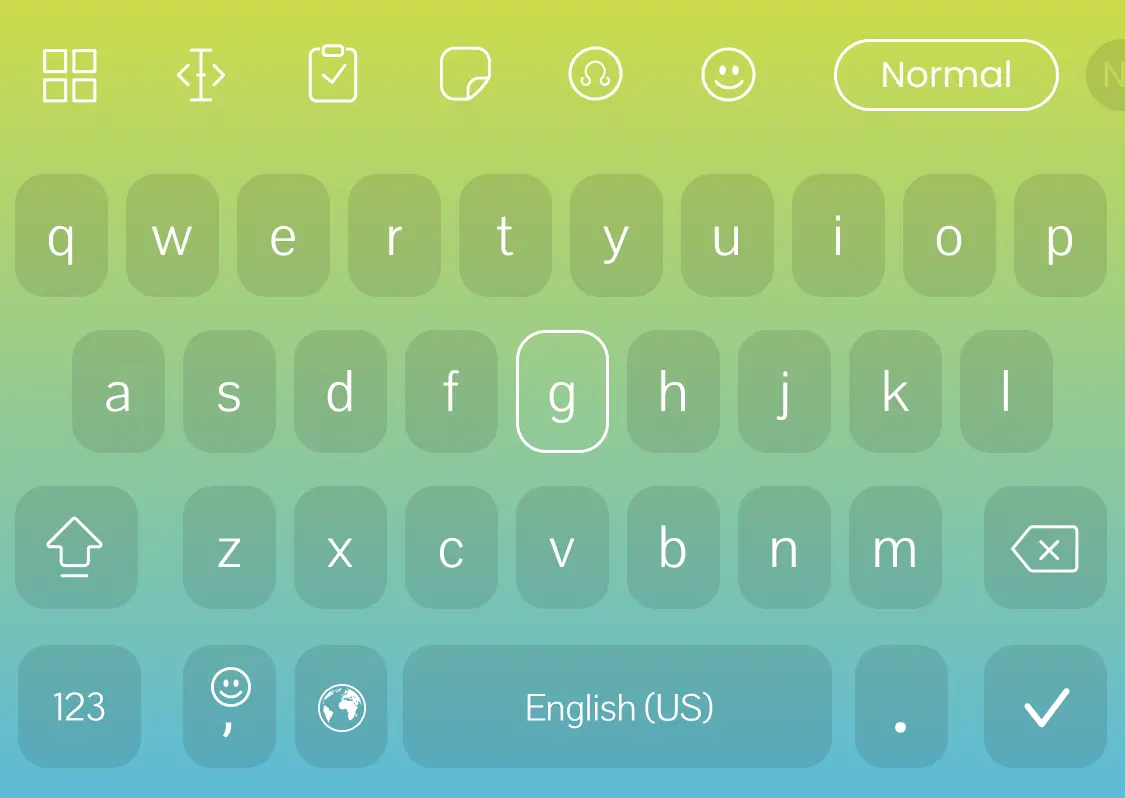 Normal N
q w e r t y u i o p
a s d f g h j k l
z x c v b n m
123 , English (US) .